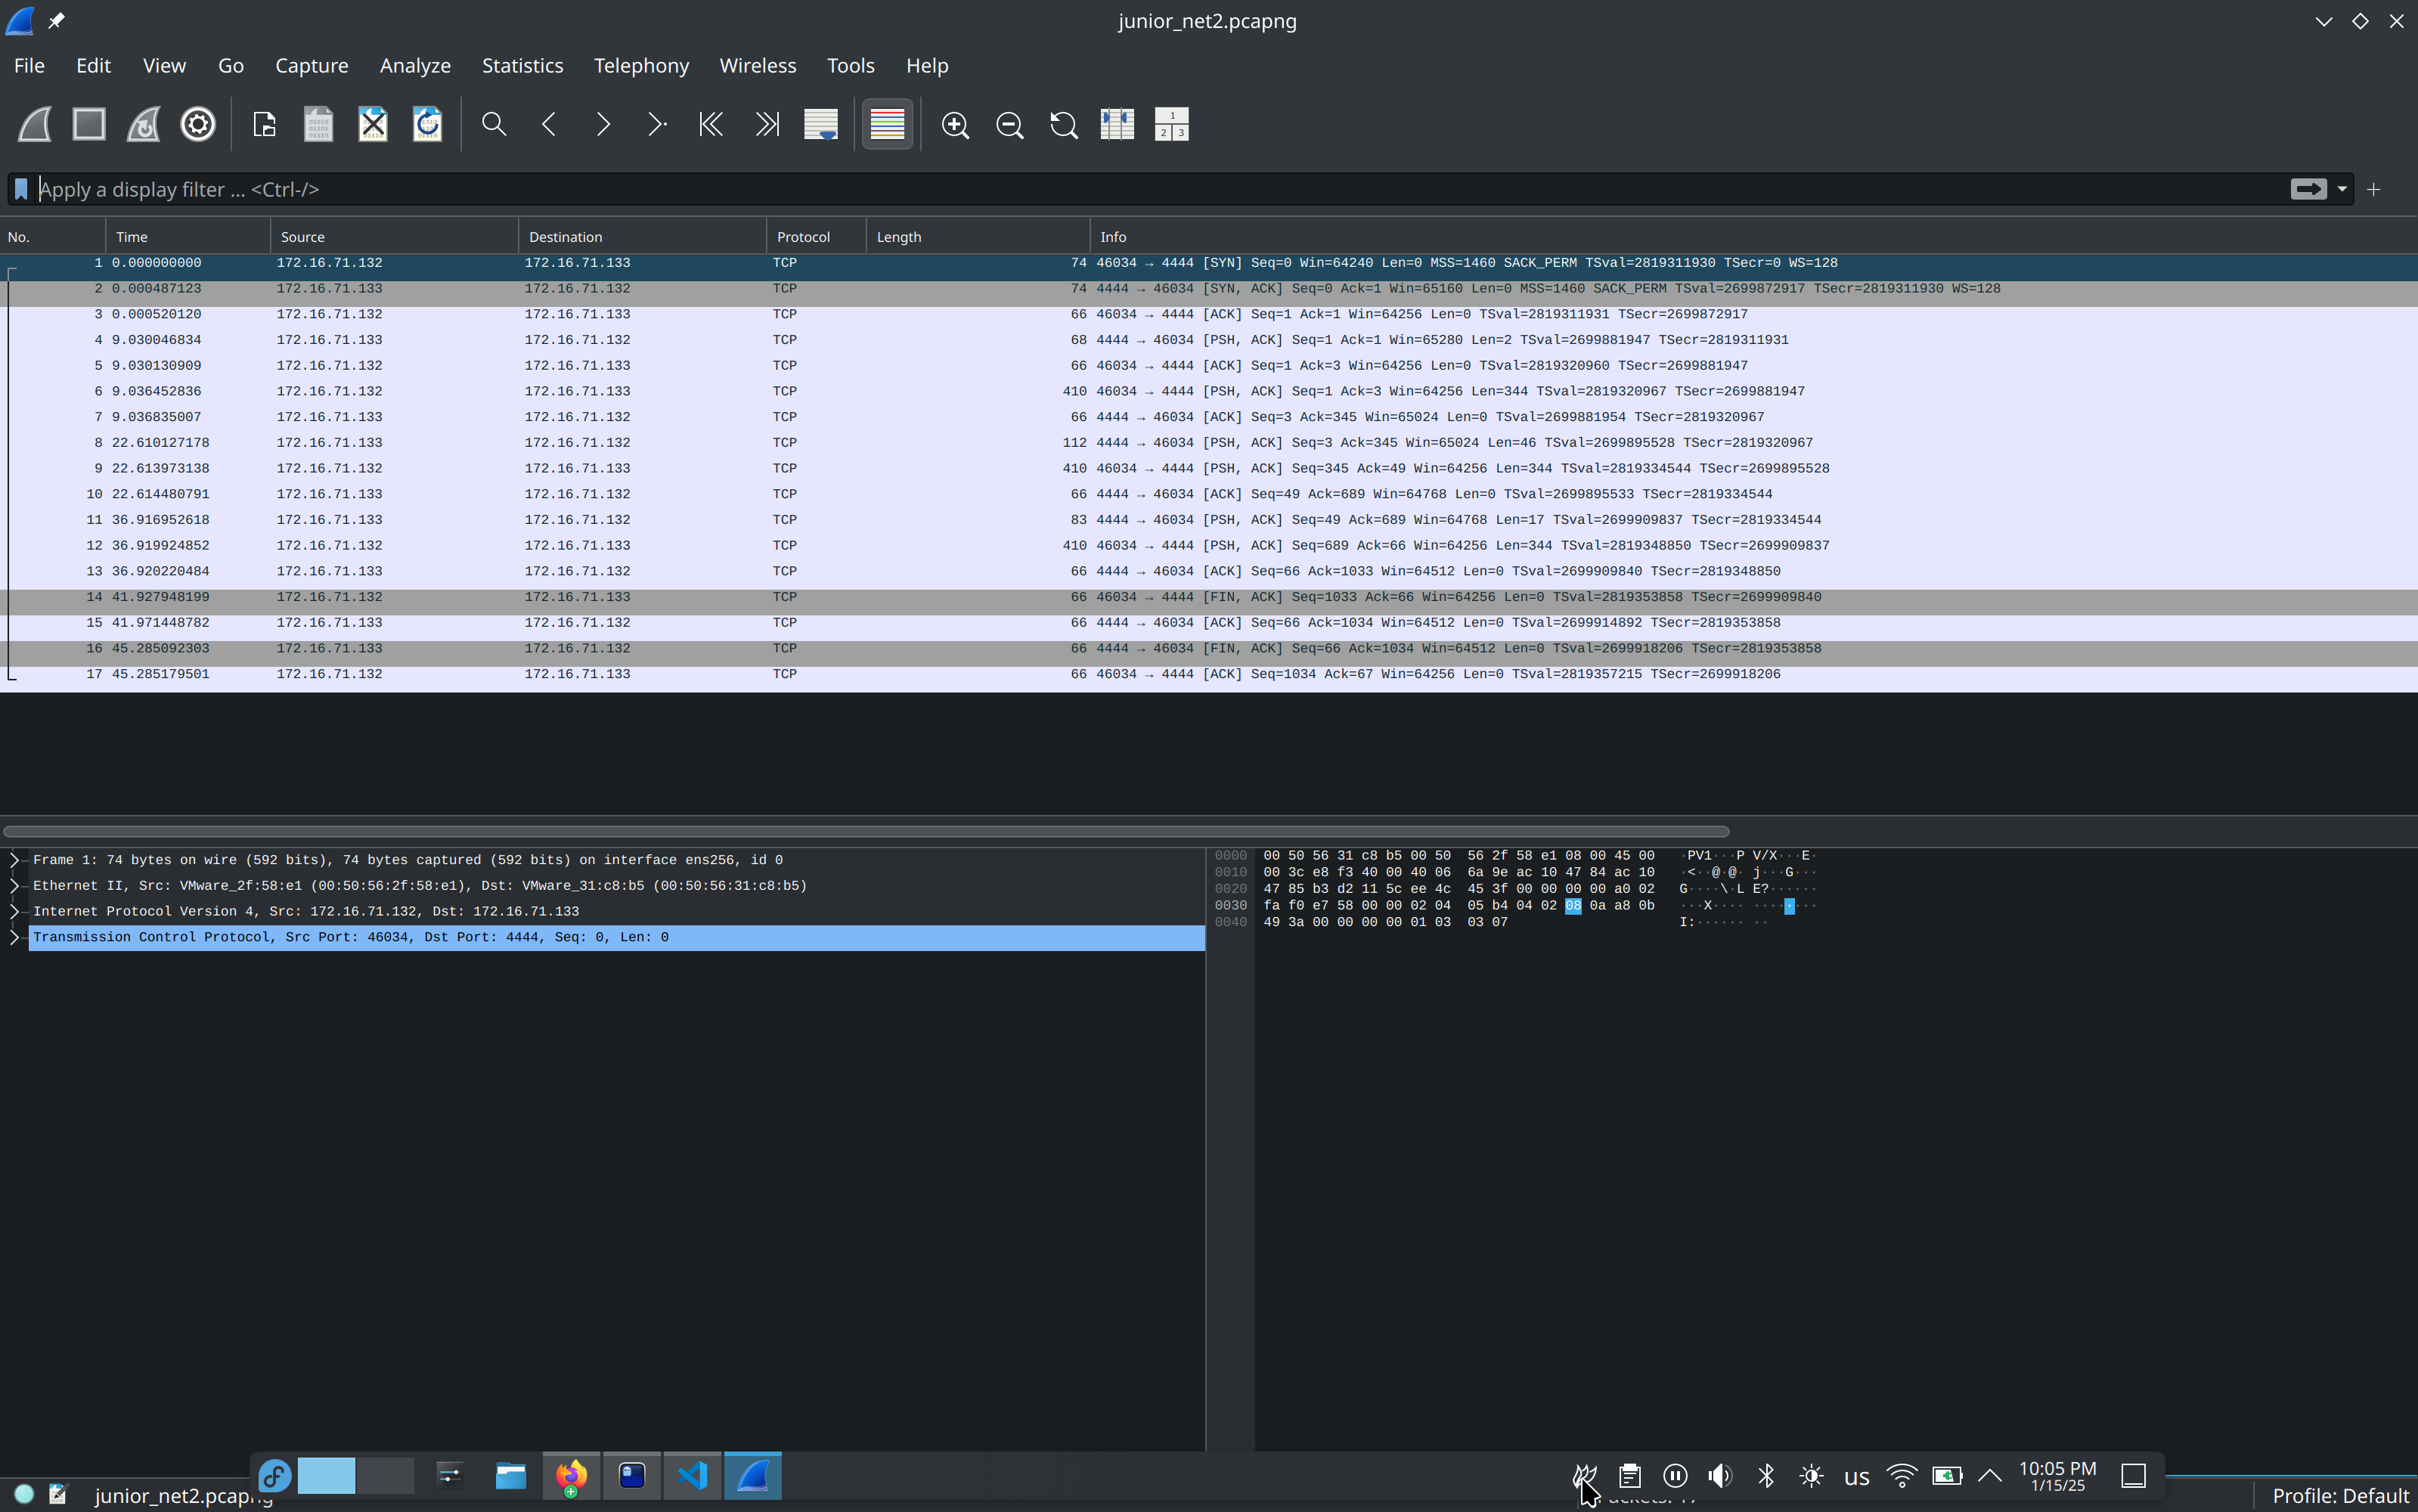 junior_net2.pcapng
File Edit View Go Capture Analyze Statistics Telephony Wireless Tools Help
Apply a display filter ... <Ctrl-/>
No. Time Source Destination Protocol Length Info
1 0.000000000 172.16.71.132 172.16.71.133 TCP 74 46034 → 4444 [SYN] Seq=0 Win=64240 Len=0 MSS=1460 SACK_PERM TSval=2819311930 TSecr=0 WS=128
2 0.000487123 172.16.71.133 172.16.71.132 TCP 74 4444 → 46034 [SYN, ACK] Seq=0 Ack=1 Win=65160 Len=0 MSS=1460 SACK_PERM TSval=2699872917 TSecr=2819311930 WS=128
3 0.000520120 172.16.71.132 172.16.71.133 TCP 66 46034 → 4444 [ACK] Seq=1 Ack=1 Win=64256 Len=0 TSval=2819311931 TSecr=2699872917
4 9.030046834 172.16.71.133 172.16.71.132 TCP 68 4444 → 46034 [PSH, ACK] Seq=1 Ack=1 Win=65280 Len=2 TSval=2699881947 TSecr=2819311931
5 9.030130909 172.16.71.132 172.16.71.133 TCP 66 46034 → 4444 [ACK] Seq=1 Ack=3 Win=64256 Len=0 TSval=2819320960 TSecr=2699881947
6 9.036452836 172.16.71.132 172.16.71.133 TCP 410 46034 → 4444 [PSH, ACK] Seq=1 Ack=3 Win=64256 Len=344 TSval=2819320967 TSecr=2699881947
7 9.036835007 172.16.71.133 172.16.71.132 TCP 66 4444 → 46034 [ACK] Seq=3 Ack=345 Win=65024 Len=0 TSval=2699881954 TSecr=2819320967
8 22.610127178 172.16.71.133 172.16.71.132 TCP 112 4444 → 46034 [PSH, ACK] Seq=3 Ack=345 Win=65024 Len=46 TSval=2699895528 TSecr=2819320967
9 22.613973138 172.16.71.132 172.16.71.133 TCP 410 46034 → 4444 [PSH, ACK] Seq=345 Ack=49 Win=64256 Len=344 TSval=2819334544 TSecr=2699895528
10 22.614480791 172.16.71.133 172.16.71.132 TCP 66 4444 → 46034 [ACK] Seq=49 Ack=689 Win=64768 Len=0 TSval=2699895533 TSecr=2819334544
11 36.916952618 172.16.71.133 172.16.71.132 TCP 83 4444 → 46034 [PSH, ACK] Seq=49 Ack=689 Win=64768 Len=17 TSval=2699909837 TSecr=2819334544
12 36.919924852 172.16.71.132 172.16.71.133 TCP 410 46034 → 4444 [PSH, ACK] Seq=689 Ack=66 Win=64256 Len=344 TSval=2819348850 TSecr=2699909837
13 36.920220484 172.16.71.133 172.16.71.132 TCP 66 4444 → 46034 [ACK] Seq=66 Ack=1033 Win=64512 Len=0 TSval=2699909840 TSecr=2819348850
14 41.927948199 172.16.71.132 172.16.71.133 TCP 66 46034 → 4444 [FIN, ACK] Seq=1033 Ack=66 Win=64256 Len=0 TSval=2819353858 TSecr=2699909840
15 41.971448782 172.16.71.133 172.16.71.132 TCP 66 4444 → 46034 [ACK] Seq=66 Ack=1034 Win=64512 Len=0 TSval=2699914892 TSecr=2819353858
16 45.285092303 172.16.71.133 172.16.71.132 TCP 66 4444 → 46034 [FIN, ACK] Seq=66 Ack=1034 Win=64512 Len=0 TSval=2699918206 TSecr=2819353858
17 45.285179501 172.16.71.132 172.16.71.133 TCP 66 46034 → 4444 [ACK] Seq=1034 Ack=67 Win=64256 Len=0 TSval=2819357215 TSecr=2699918206
Frame 1: 74 bytes on wire (592 bits), 74 bytes captured (592 bits) on interface ens256, id 0
Ethernet II, Src: VMware_2f:58:e1 (00:50:56:2f:58:e1), Dst: VMware_31:c8:b5 (00:50:56:31:c8:b5)
Internet Protocol Version 4, Src: 172.16.71.132, Dst: 172.16.71.133
Transmission Control Protocol, Src Port: 46034, Dst Port: 4444, Seq: 0, Len: 0
0000 00 50 56 31 c8 b5 00 50 56 2f 58 e1 08 00 45 00 ·PV1···P V/X···E·
0010 00 3c e8 f3 40 00 40 06 6a 9e ac 10 47 84 ac 10 ·<··@·@· j···G···
0020 47 85 b3 d2 11 5c ee 4c 45 3f 00 00 00 00 a0 02 G····\·L E?······
0030 fa f0 e7 58 00 00 02 04 05 b4 04 02 08 0a a8 0b ···X···· ········
0040 49 3a 00 00 00 00 01 03 03 07 I:······ ··
us
10:05 PM
1/15/25
junior_net2.pcapng
Profile: Default